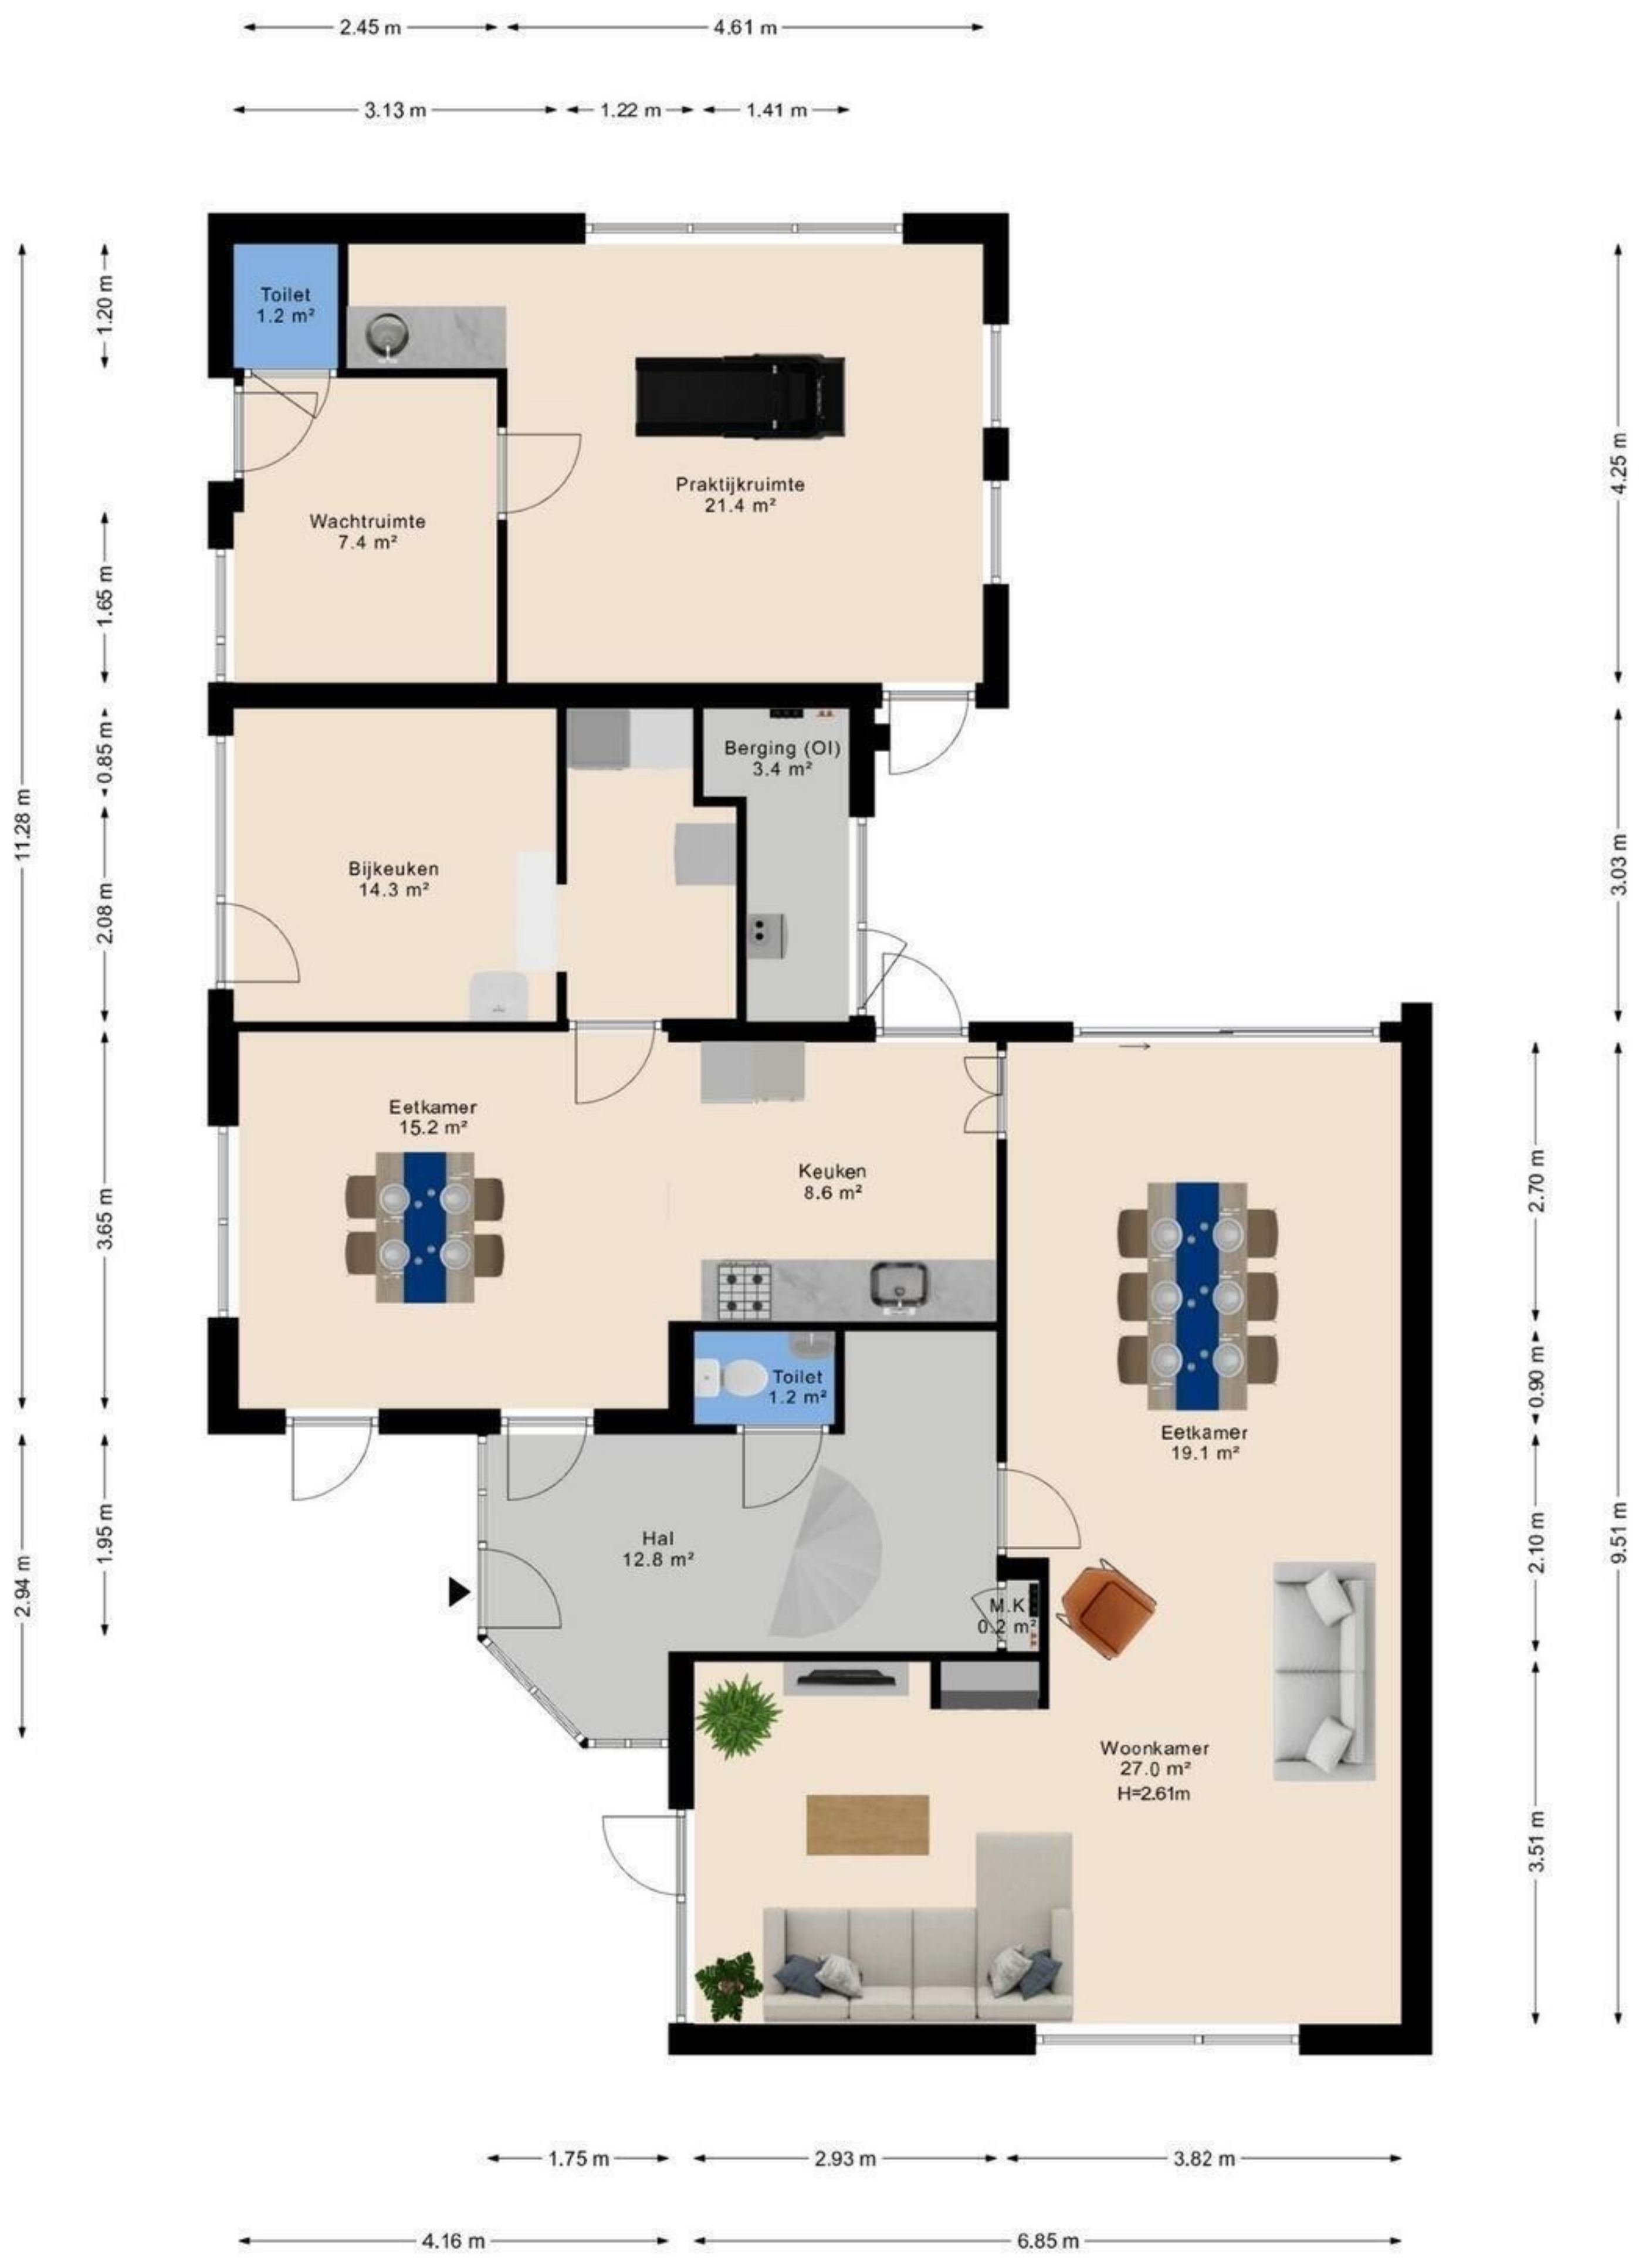 2.45 m
4.61 m
3.13 m
1.22 m
1.41 m
11.28 m
1.20 m
Toilet
1.2 m²
4.25 m
Praktijkruimte
21.4 m²
Wachtruimte
7.4 m²
1.65 m
0.85 m
Berging (OI)
3.4 m²
3.03 m
Bijkeuken
14.3 m²
2.08 m
Eetkamer
15.2 m²
Keuken
8.6 m²
3.65 m
2.70 m
Toilet
1.2 m²
0.90 m
Eetkamer
19.1 m²
9.51 m
2.94 m
1.95 m
Hal
12.8 m²
2.10 m
M.K
0.2 m²
Woonkamer
27.0 m²
H=2.61m
3.51 m
1.75 m
2.93 m
3.82 m
4.16 m
6.85 m